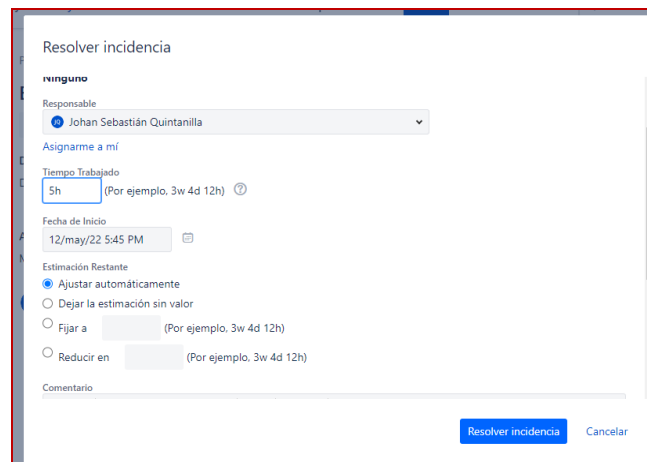 Resolver incidencia
Ninguno
Responsable
JQ Johan Sebastián Quintanilla
Asignarme a mí
Tiempo Trabajado
5h (Por ejemplo, 3w 4d 12h) ?
Fecha de Inicio
12/may/22 5:45 PM
Estimación Restante
Ajustar automáticamente
Dejar la estimación sin valor
Fijar a (Por ejemplo, 3w 4d 12h)
Reducir en (Por ejemplo, 3w 4d 12h)
Comentario
Resolver incidencia Cancelar